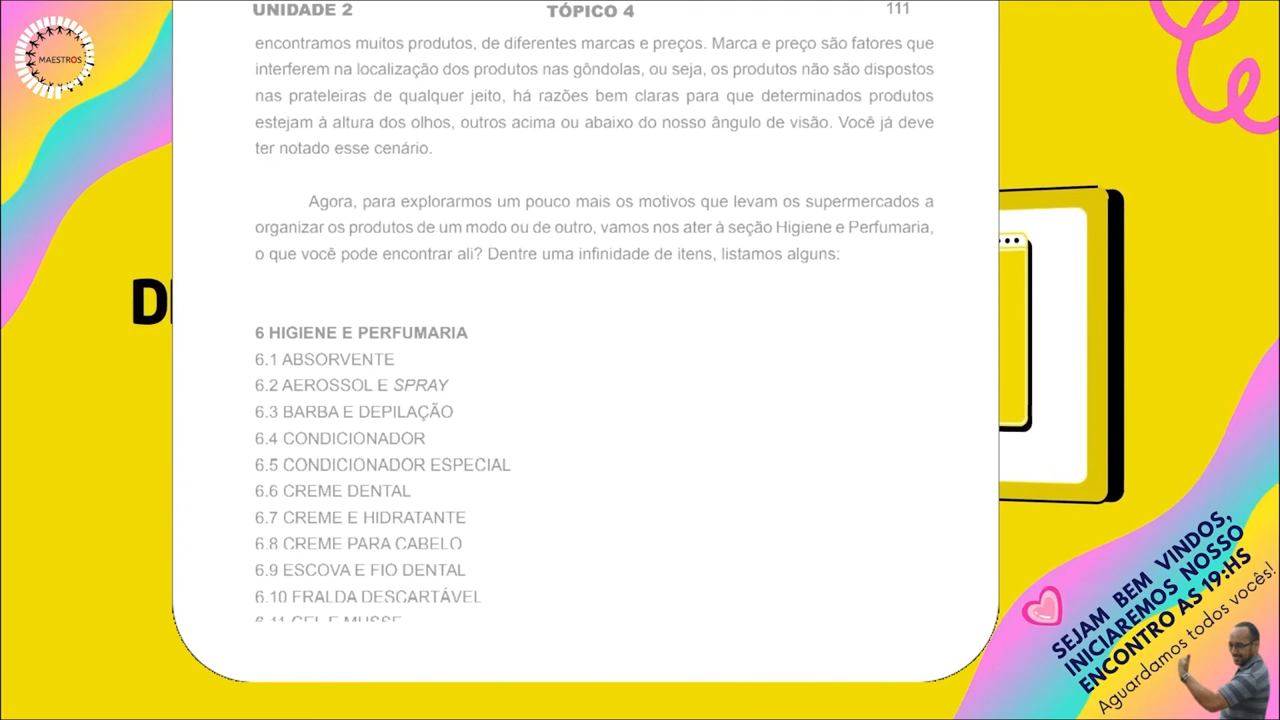 UNIDADE 2 TÓPICO 4 111
MAESTROS
encontramos muitos produtos, de diferentes marcas e preços. Marca e preço são fatores que
interferem na localização dos produtos nas gôndolas, ou seja, os produtos não são dispostos
nas prateleiras de qualquer jeito, há razões bem claras para que determinados produtos
estejam à altura dos olhos, outros acima ou abaixo do nosso ângulo de visão. Você já deve
ter notado esse cenário.
Agora, para explorarmos um pouco mais os motivos que levam os supermercados a
organizar os produtos de um modo ou de outro, vamos nos ater à seção Higiene e Perfumaria,
o que você pode encontrar ali? Dentre uma infinidade de itens, listamos alguns:
6 HIGIENE E PERFUMARIA
6.1 ABSORVENTE
6.2 AEROSSOL E SPRAY
6.3 BARBA E DEPILAÇÃO
6.4 CONDICIONADOR
6.5 CONDICIONADOR ESPECIAL
6.6 CREME DENTAL
6.7 CREME E HIDRATANTE
6.8 CREME PARA CABELO
6.9 ESCOVA E FIO DENTAL
6.10 FRALDA DESCARTÁVEL
6.11 GEL E MUSSE
SEJAM BEM VINDOS,
INICIAREMOS NOSSO
ENCONTRO AS 19:HS
Aguardamos todos vocês!